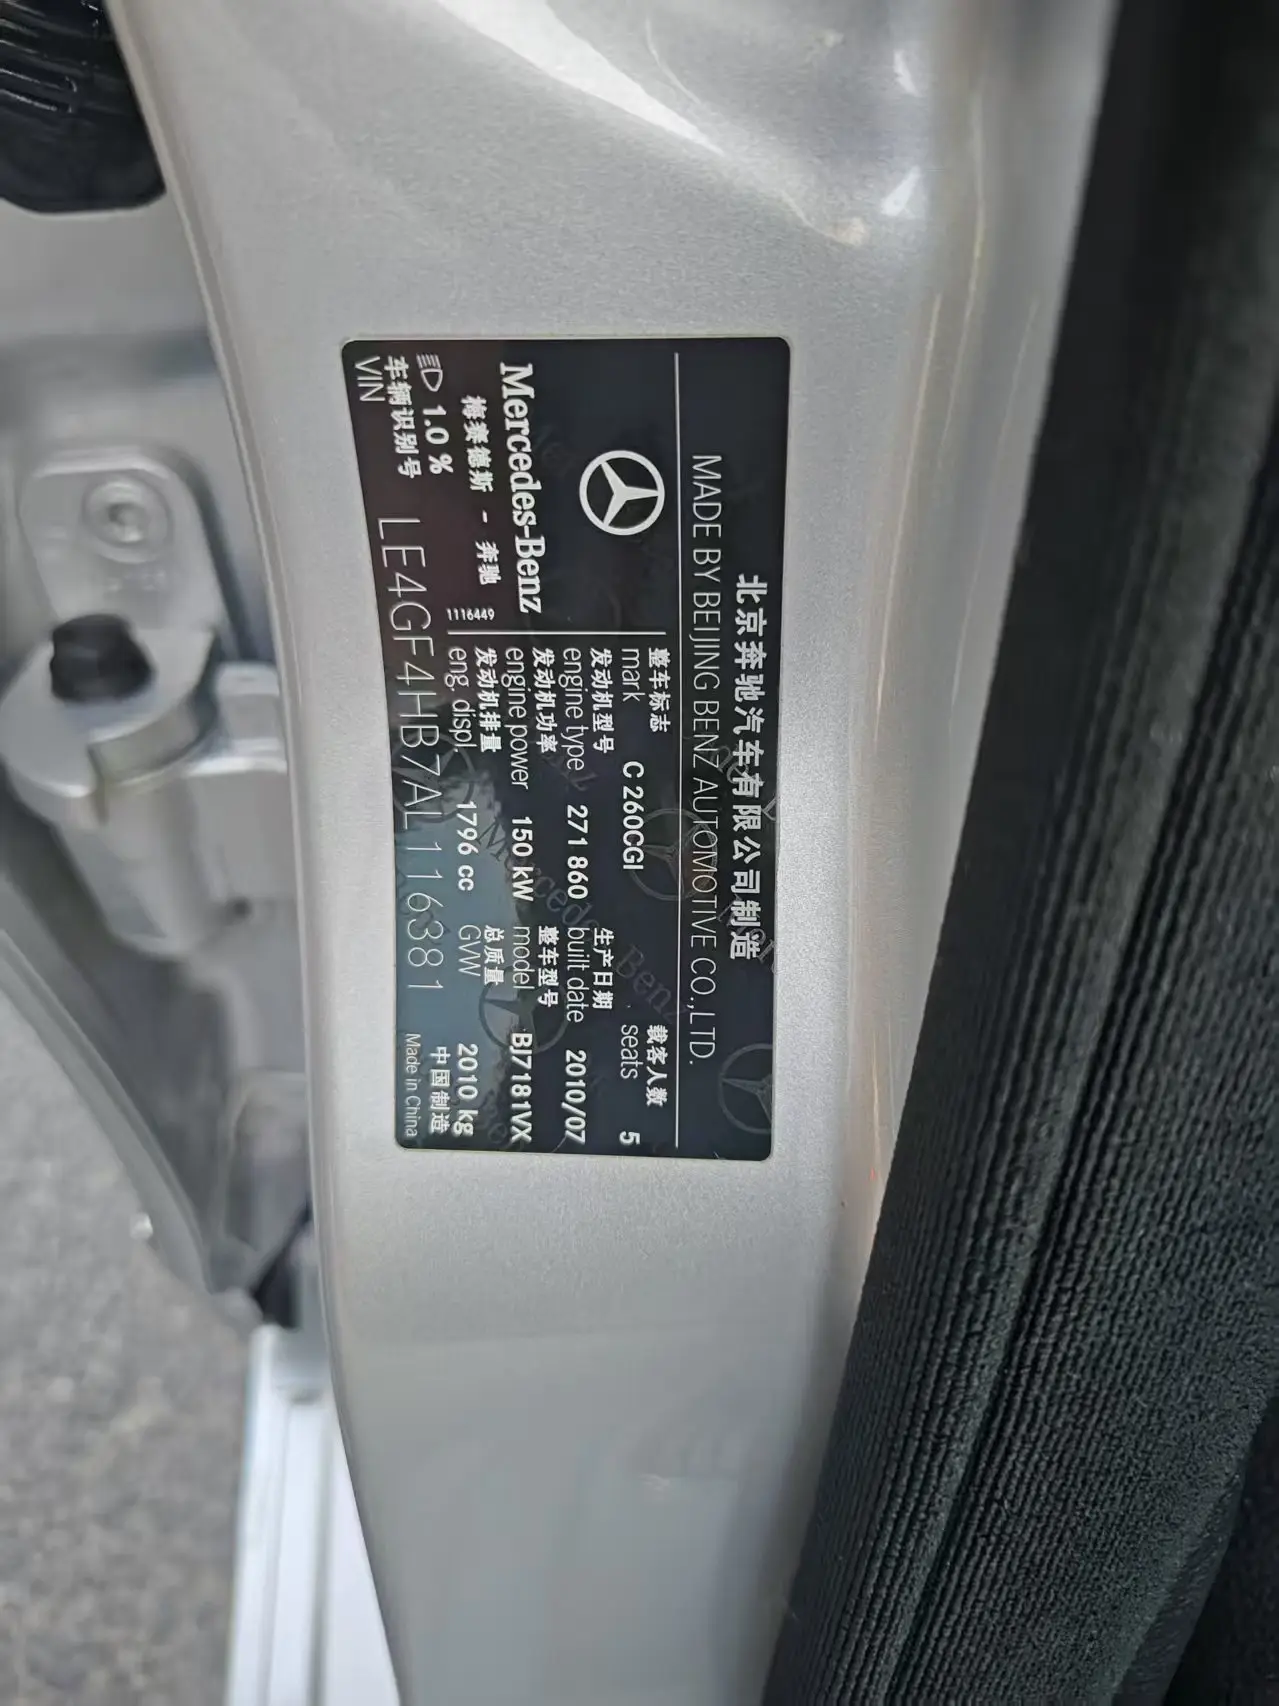 北京奔驰汽车有限公司制造
MADE BY BEIJING BENZ AUTOMOTIVE CO.,LTD.
整车标志 载客人数
mark C 260CGI seats 5
发动机型号 生产日期
engine type 271 860 built date 2010/07
Mercedes-Benz 发动机功率 整车型号
engine power 150 kW model BJ7181VX
梅赛德斯 - 奔驰 发动机排量 总质量
1116449 eng. displ. 1796 cc GVW 2010 kg
1.0 % 中国制造
车辆识别号 Made in China
VIN LE4GF4HB7AL116381